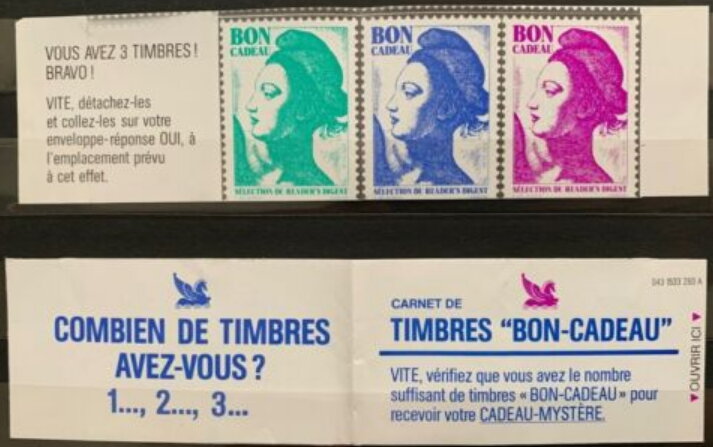 VOUS AVEZ 3 TIMBRES!
BRAVO!
VITE, détachez-les
et collez-les sur votre
enveloppe-réponse OUI, à
l'emplacement prévu
à cet effet.
BON
CADEAU
SÉLECTION DU READER'S DIGEST
BON
CADEAU
SÉLECTION DU READER'S DIGEST
BON
CADEAU
SÉLECTION DU READER'S DIGEST
COMBIEN DE TIMBRES
AVEZ-VOUS?
1..., 2..., 3...
CARNET DE
TIMBRES "BON-CADEAU"
VITE, vérifiez que vous avez le nombre
suffisant de timbres « BON-CADEAU » pour
recevoir votre CADEAU-MYSTÈRE.
OUVRIR ICI